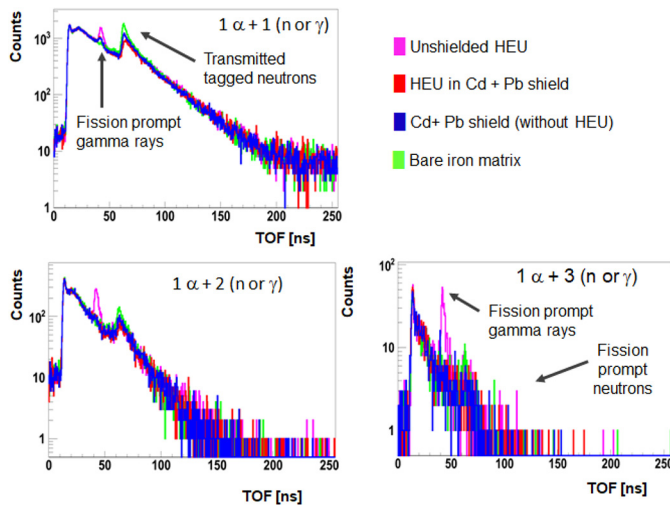 Counts
1 α + 1 (n or γ)
10³
10²
10
1
Transmitted
tagged neutrons
Fission prompt
gamma rays
0 50 100 150 200 250
TOF [ns]
Unshielded HEU
HEU in Cd + Pb shield
Cd+ Pb shield (without HEU)
Bare iron matrix
Counts
1 α + 2 (n or γ)
10²
10
1
0 50 100 150 200 250
TOF [ns]
Counts
1 α + 3 (n or γ)
10²
10
1
Fission prompt
gamma rays
Fission
prompt
neutrons
0 50 100 150 200 250
TOF [ns]